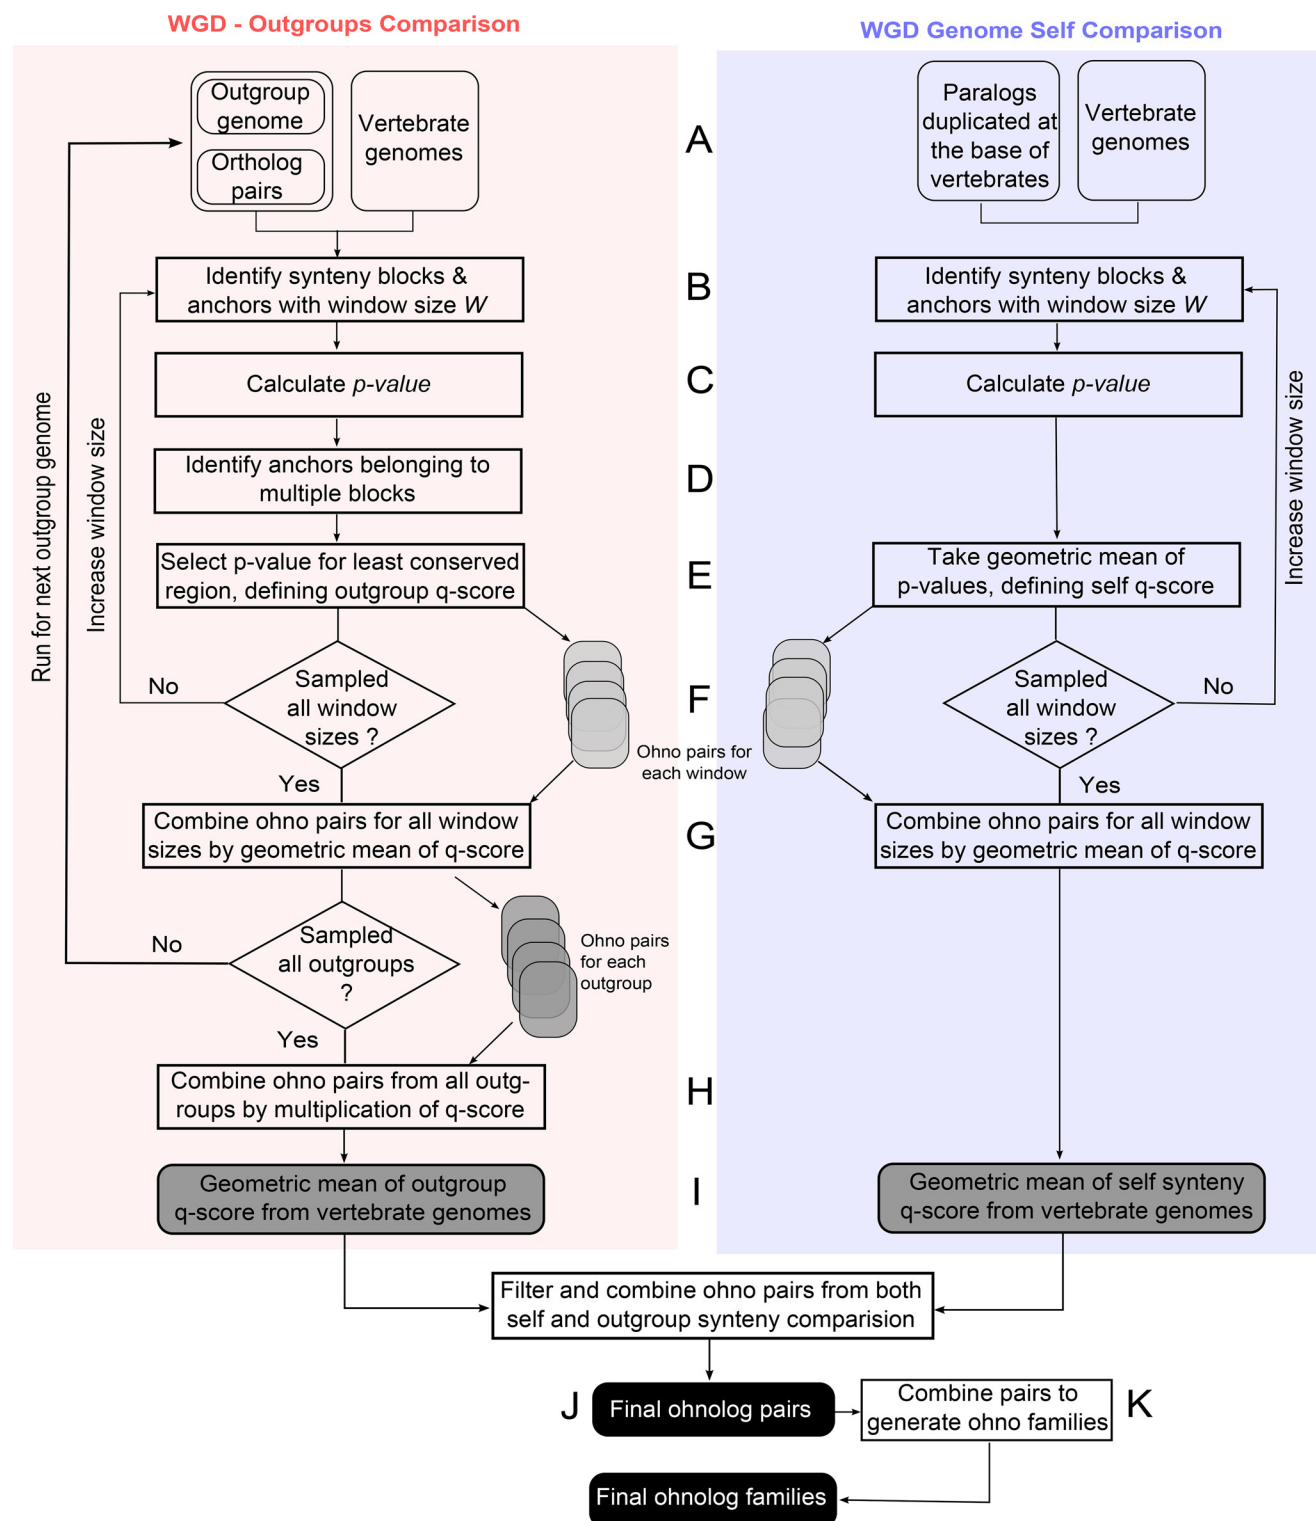 WGD - Outgroups Comparison
WGD Genome Self Comparison
Outgroup
genome
Ortholog
pairs
Vertebrate
genomes
A
Paralogs
duplicated at
the base of
vertebrates
Vertebrate
genomes
Identify synteny blocks &
anchors with window size W
B
Identify synteny blocks &
anchors with window size W
Calculate p-value
C
Calculate p-value
Identify anchors belonging to
multiple blocks
D
Run for next outgroup genome
Increase window size
Increase window size
Select p-value for least conserved
region, defining outgroup q-score
E
Take geometric mean of
p-values, defining self q-score
No
Sampled
all window
sizes ?
Yes
F
Ohno pairs for
each window
Sampled
all window
sizes ?
No
Yes
Combine ohno pairs for all window
sizes by geometric mean of q-score
G
Combine ohno pairs for all window
sizes by geometric mean of q-score
No
Sampled
all outgroups
?
Yes
Ohno pairs
for each
outgroup
Combine ohno pairs from all outg-
roups by multiplication of q-score
H
Geometric mean of outgroup
q-score from vertebrate genomes
I
Geometric mean of self synteny
q-score from vertebrate genomes
Filter and combine ohno pairs from both
self and outgroup synteny comparision
J
Final ohnolog pairs
Combine pairs to
generate ohno families
K
Final ohnolog families